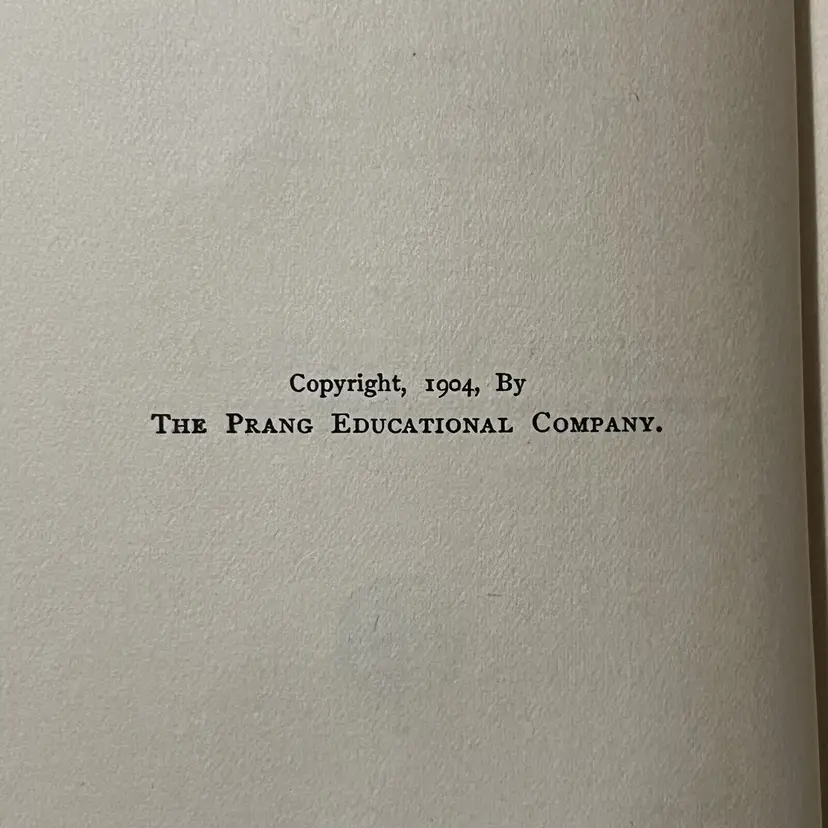 Copyright, 1904, By
The Prang Educational Company.